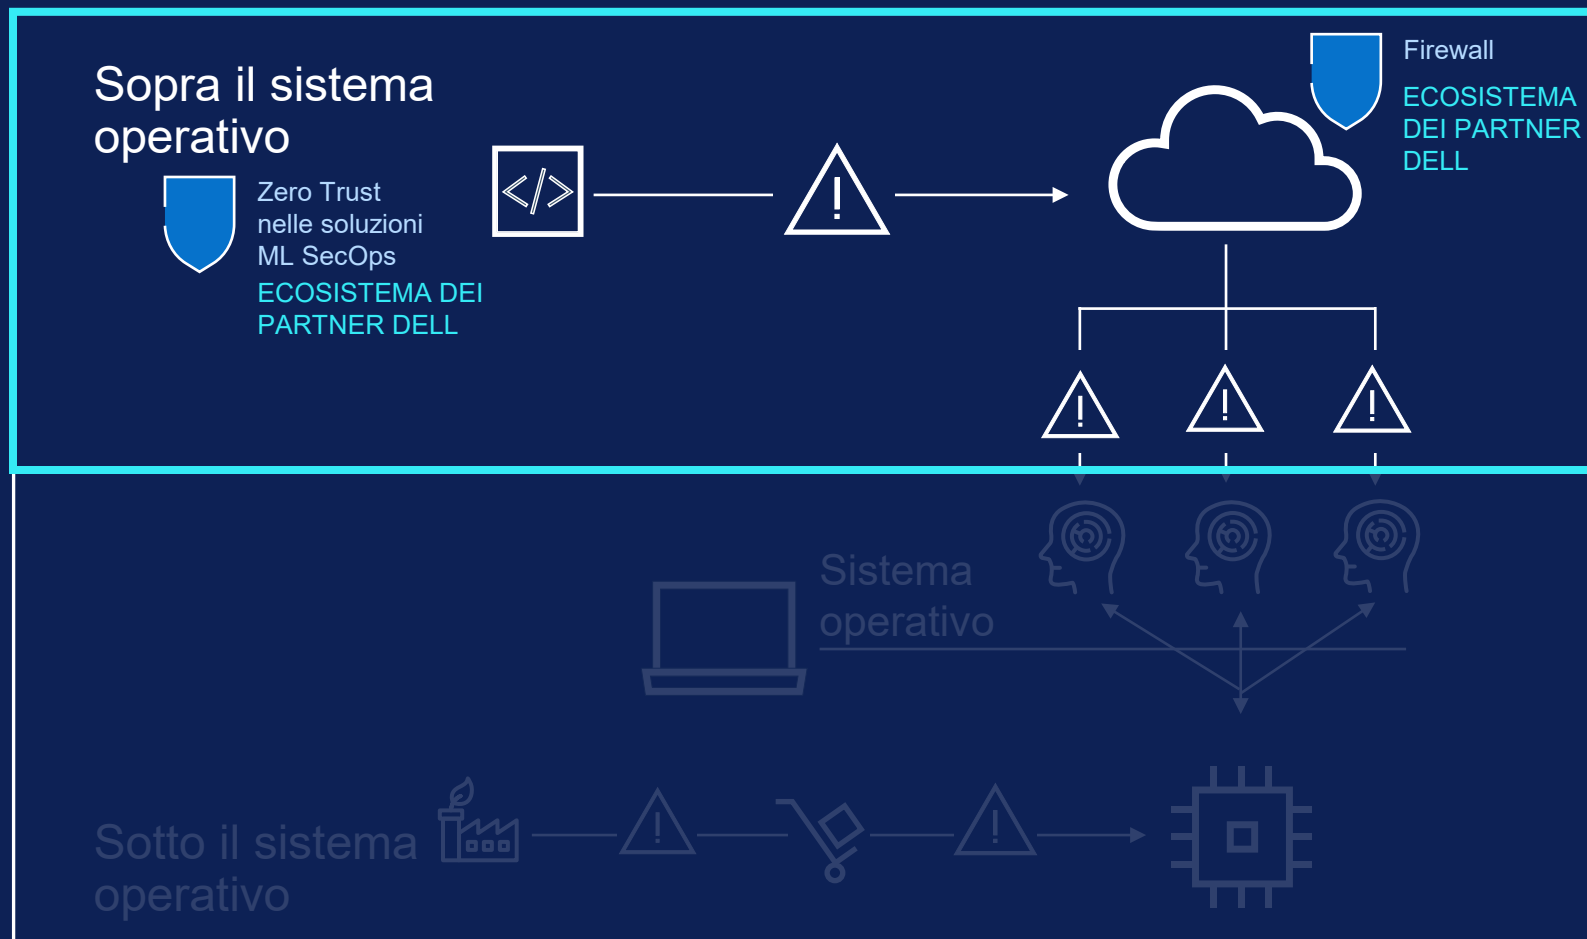 Sopra il sistema
operativo
Zero Trust
nelle soluzioni
ML SecOps
ECOSISTEMA DEI
PARTNER DELL
</>
Firewall
ECOSISTEMA
DEI PARTNER
DELL
Sistema
operativo
Sotto il sistema
operativo